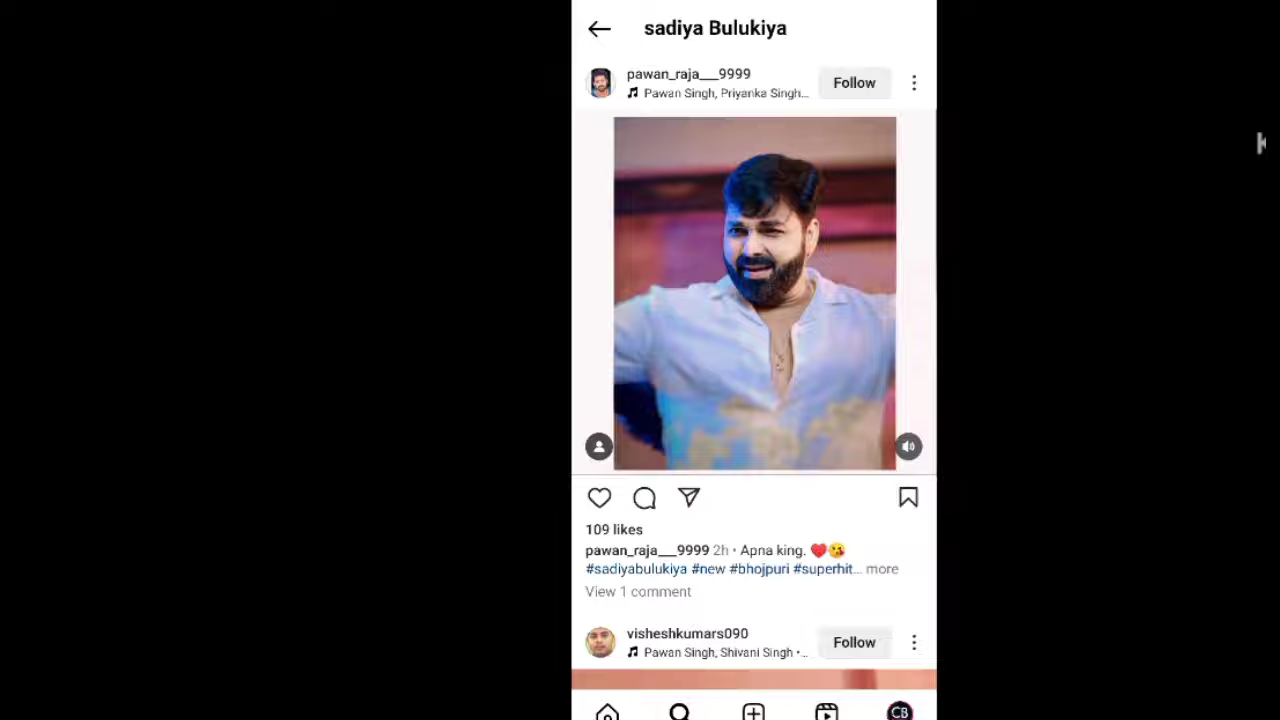 sadiya Bulukiya
pawan_raja___9999
Pawan Singh, Priyanka Singh...
Follow
109 likes
pawan_raja___9999 2h • Apna king. ♥️😘
#sadiyabulukiya #new #bhojpuri #superhit... more
View 1 comment
visheshkumars090
Pawan Singh, Shivani Singh •...
Follow
CB